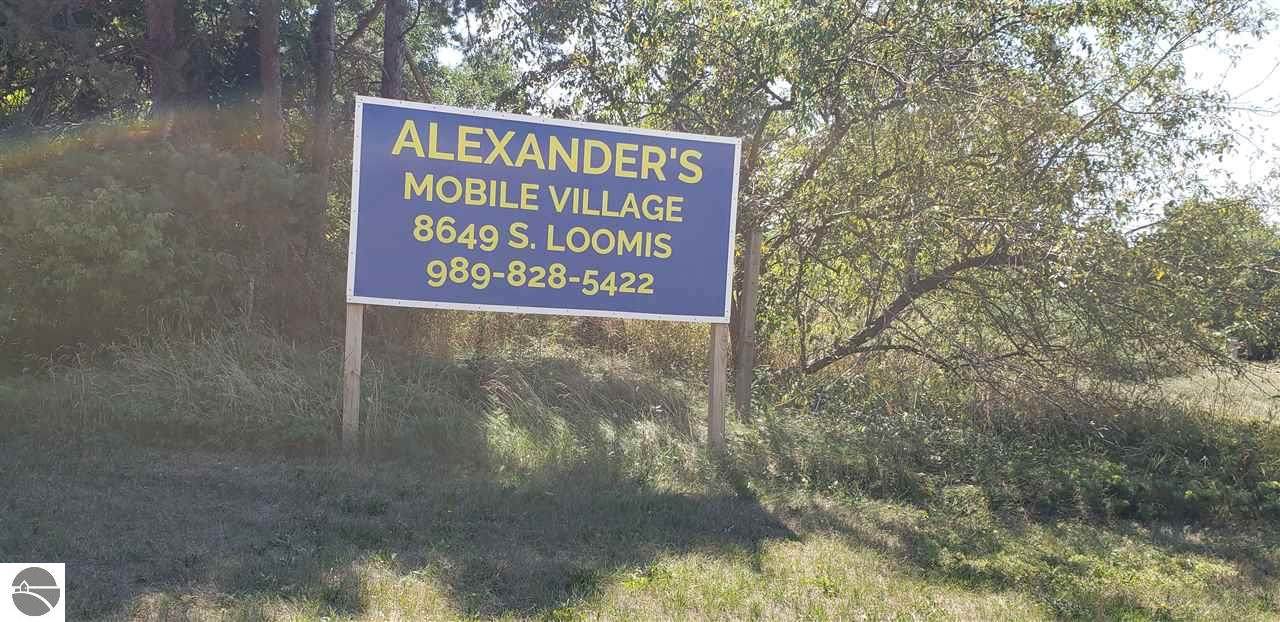 ALEXANDER'S
MOBILE VILLAGE
8649 S. LOOMIS
989-828-5422